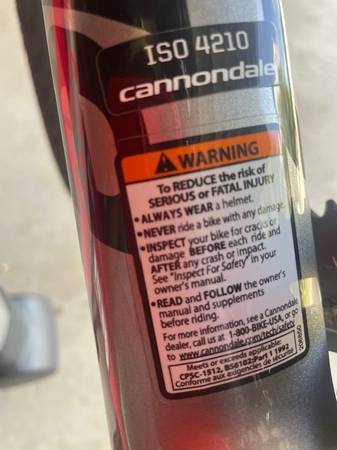 ISO 4210
cannondale
WARNING
To REDUCE the risk of
SERIOUS or FATAL INJURY
• ALWAYS WEAR a helmet.
• NEVER ride a bike with any damage.
• INSPECT your bike for cracks or
damage BEFORE each ride and
AFTER any crash or impact.
See "Inspect For Safety" in your
owner's manual.
• READ and FOLLOW the owner's
manual and supplements
before riding.
For more information, see a Cannondale
dealer, call us at 1-800-BIKE-USA, or go
to www.cannondale.com/tech/safety
Meets or exceeds applicable:
CPSC-1512, BS6102:Part 1 1992
Conforme aux exigencies de sécurité